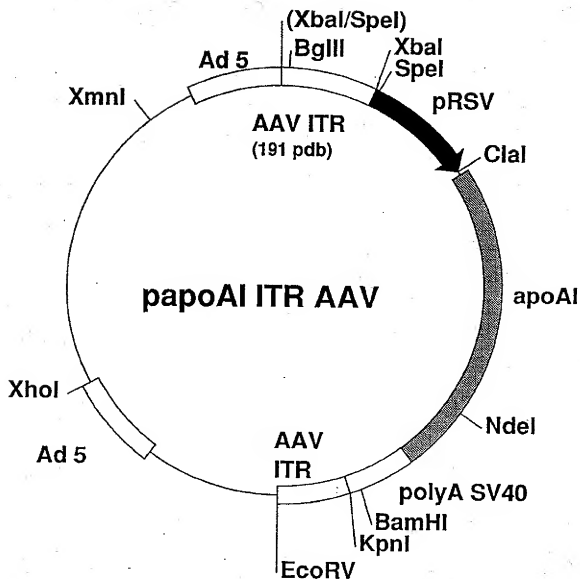 (XbaI/SpeI)
BglII
XbaI
SpeI
Ad 5
pRSV
XmnI
AAV ITR
(191 pdb)
ClaI
papoAI ITR AAV
apoAI
XhoI
NdeI
Ad 5
AAV
ITR
polyA SV40
BamHI
KpnI
EcoRV